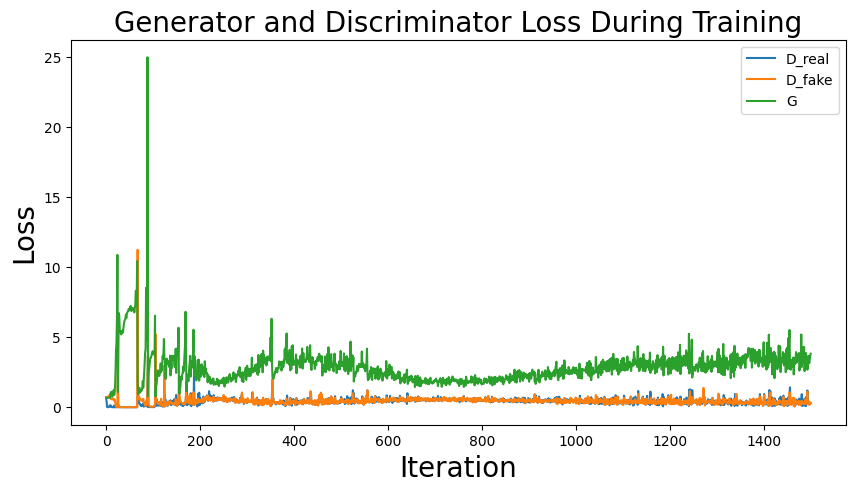 Generator and Discriminator Loss During Training
D_real
D_fake
G
25
20
15
10
5
0
Loss
0 200 400 600 800 1000 1200 1400
Iteration